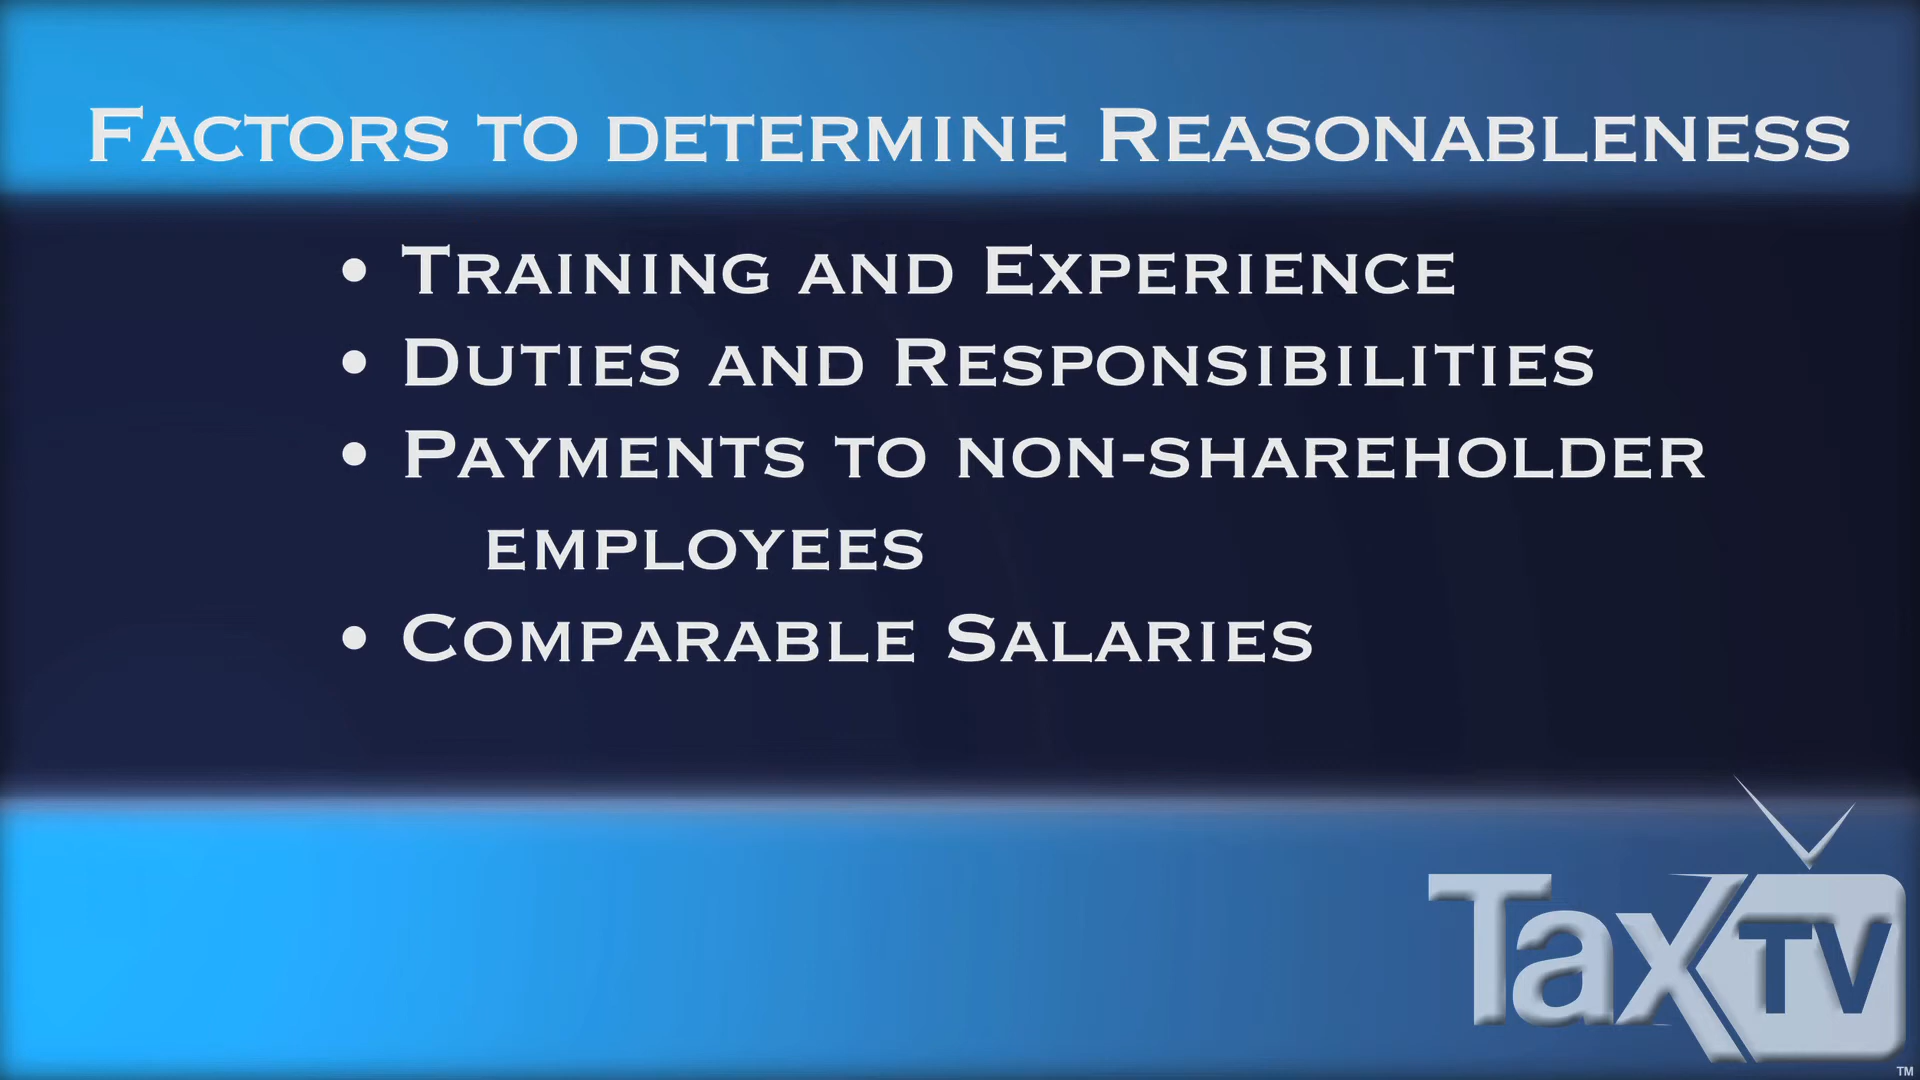 Factors to determine Reasonableness
• Training and Experience
• Duties and Responsibilities
• Payments to non-shareholder
employees
• Comparable Salaries
TaxTV
TM